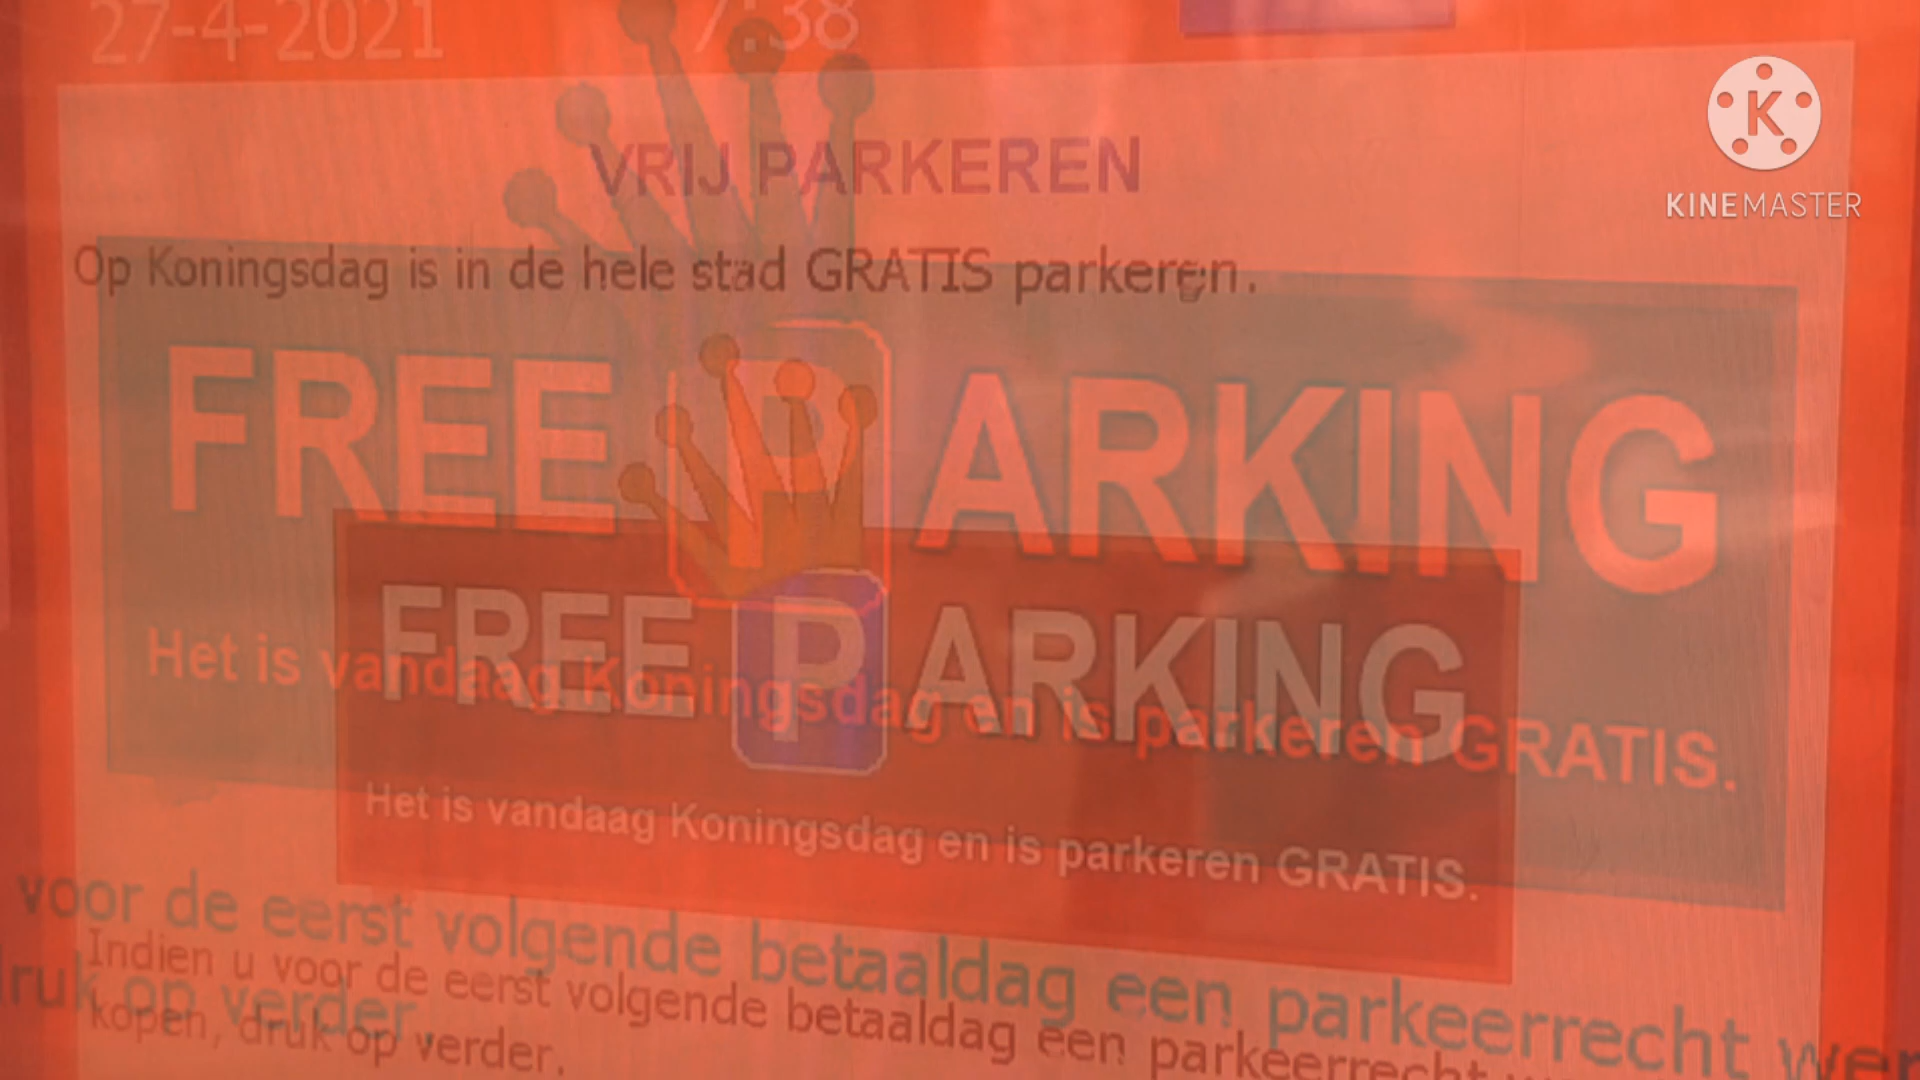 27-4-2021 7:38
KINEMASTER
VRIJ PARKEREN
Op Koningsdag is in de hele stad GRATIS parkeren.
FREE PARKING
Het is vandaag Koningsdag en is parkeren GRATIS.
FREE PARKING
Het is vandaag Koningsdag en is parkeren GRATIS.
voor de eerst volgende betaaldag een parkeerrecht
druk op verder.
Indien u voor de eerst volgende betaaldag een parkeerrecht
kopen, druk op verder.